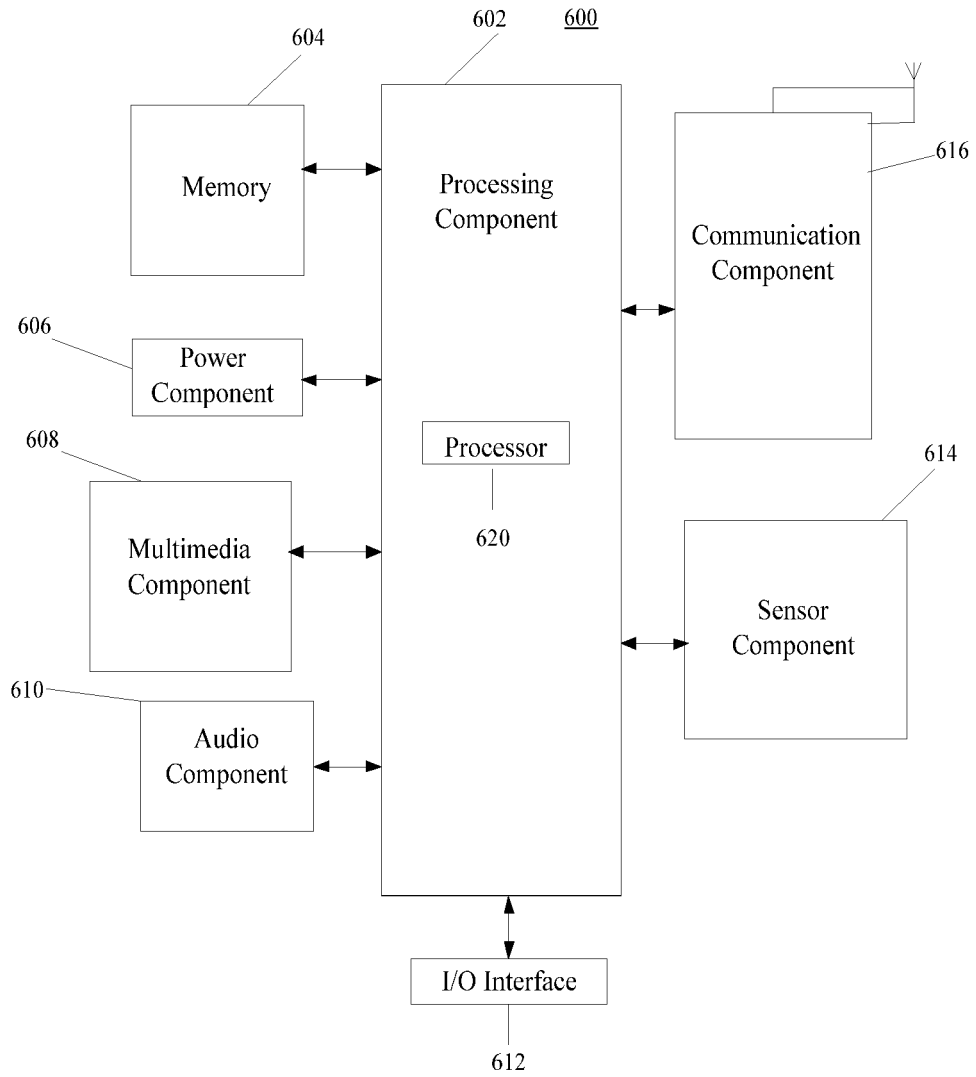 602
600
604
616
Memory
Processing
Component
Communication
Component
606
Power
Component
608
Processor
620
614
Multimedia
Component
Sensor
Component
610
Audio
Component
I/O Interface
612